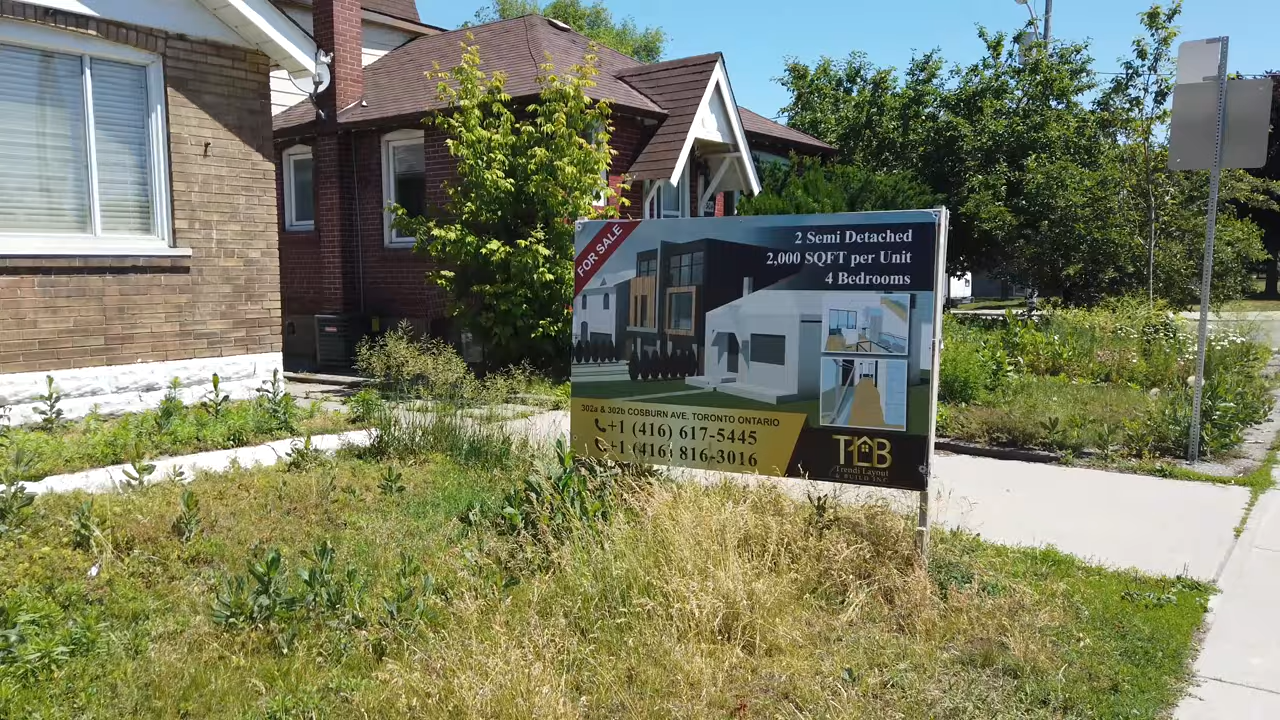 FOR SALE
2 Semi Detached
2,000 SQFT per Unit
4 Bedrooms
302a & 302b COSBURN AVE. TORONTO ONTARIO
+1 (416) 617-5445
+1 (416) 816-3016
TLB
Trendi Layout
& BUILD INC